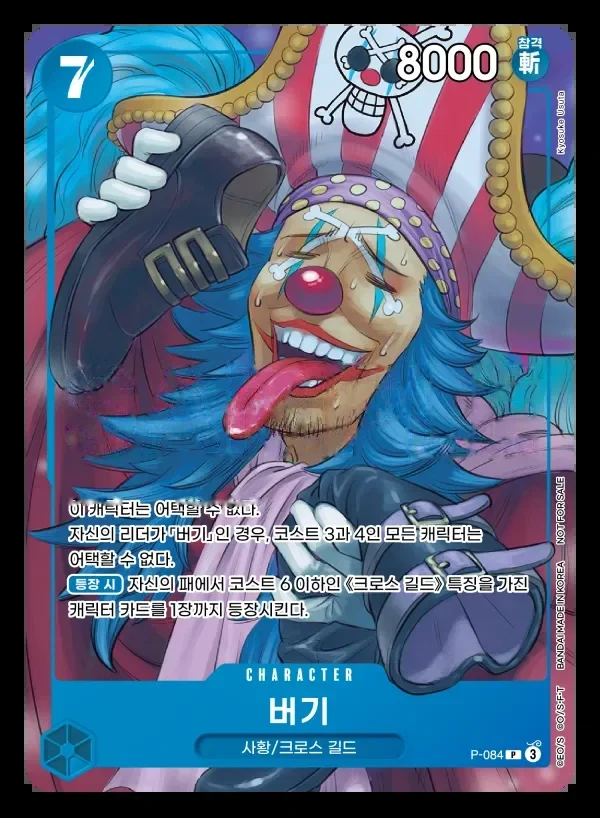 7
8000
참격
斬
Kyosuke Usuta
이 캐릭터는 어택할 수 없다.
자신의 리더가 「버기」인 경우, 코스트 3과 4인 모든 캐릭터는
어택할 수 없다.
등장 시 자신의 패에서 코스트 6 이하인 《크로스 길드》 특징을 가진
캐릭터 카드를 1장까지 등장시킨다.
CHARACTER
버기
사황/크로스 길드
P-084 P 3
©EO/S ©O/S·F·T BANDAI MADE IN KOREA NOT FOR SALE